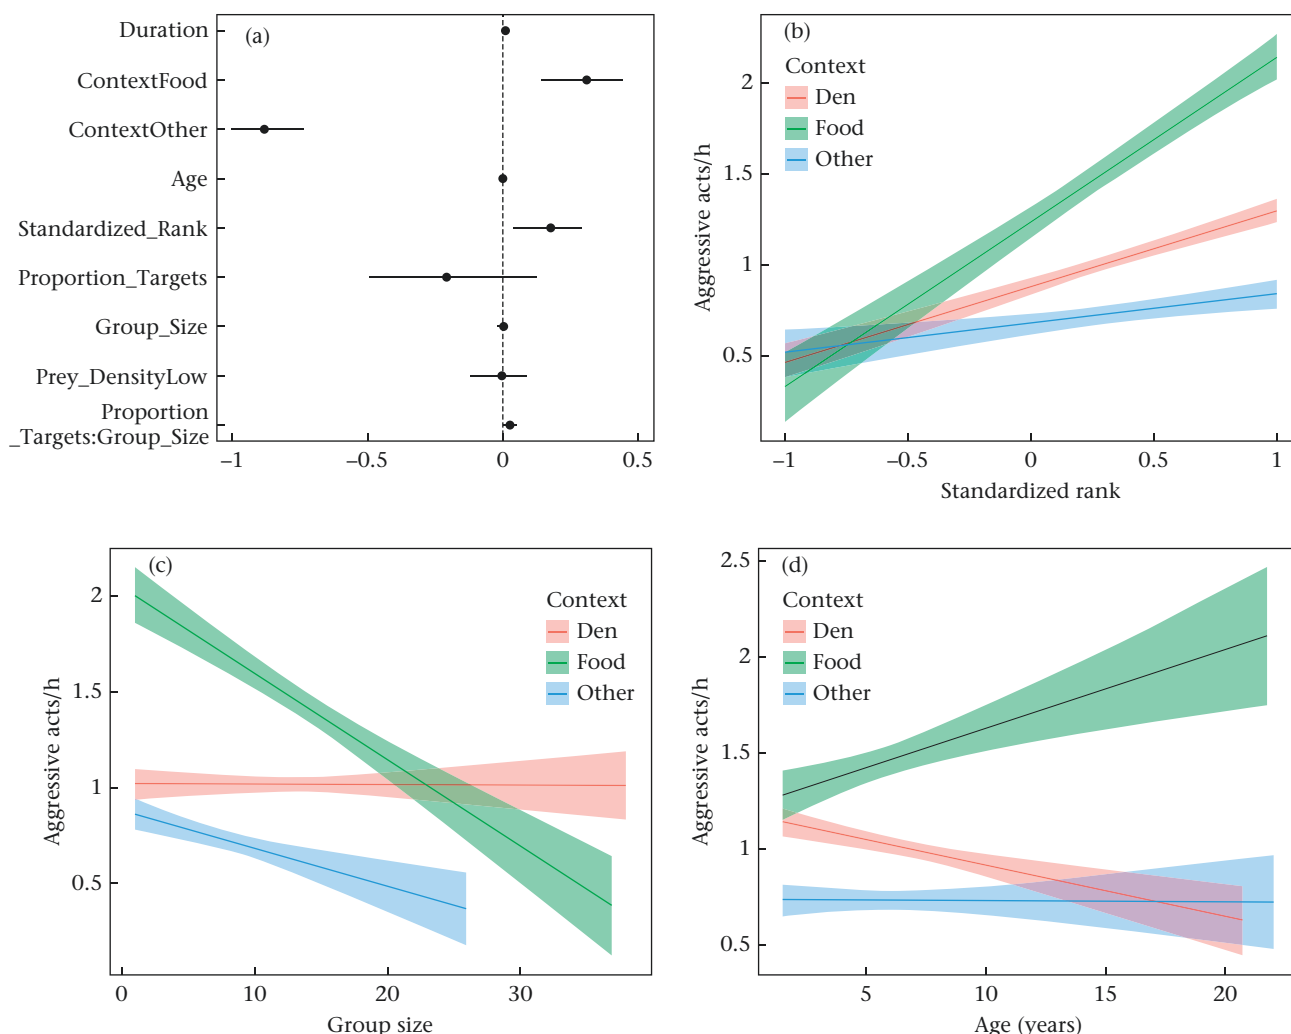 (a)
Duration
ContextFood
ContextOther
Age
Standardized_Rank
Proportion_Targets
Group_Size
Prey_DensityLow
Proportion
_Targets:Group_Size
−1
−0.5
0
0.5
(b)
Context
Den
Food
Other
Aggressive acts/h
2
1.5
1
0.5
−1
−0.5
0
0.5
1
Standardized rank
(c)
Context
Den
Food
Other
Aggressive acts/h
2
1.5
1
0.5
0
10
20
30
Group size
(d)
Context
Den
Food
Other
Aggressive acts/h
2.5
2
1.5
1
0.5
5
10
15
20
Age (years)